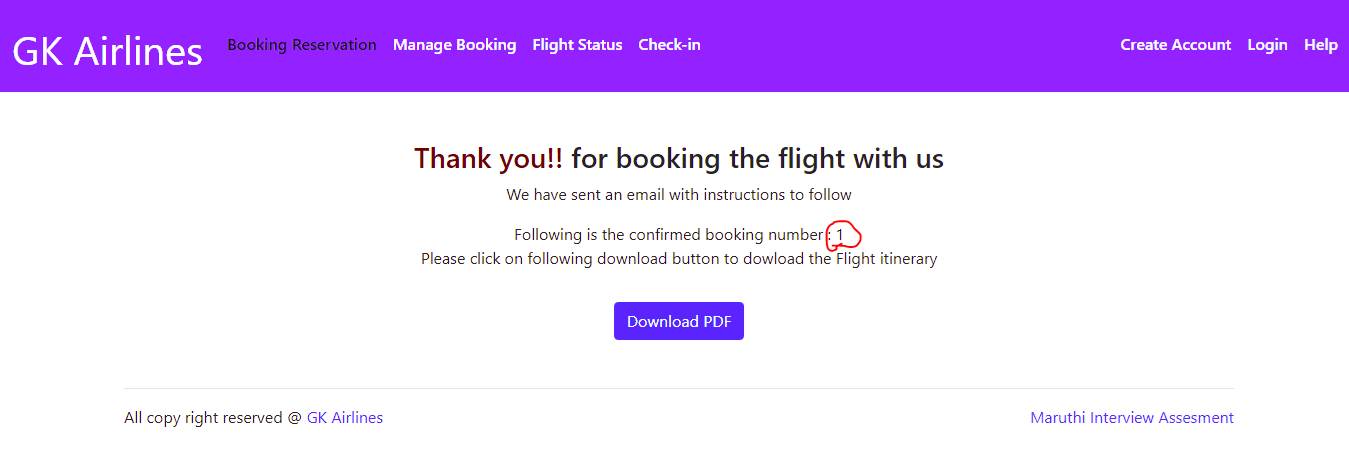 GK Airlines Booking Reservation Manage Booking Flight Status Check-in Create Account Login Help
Thank you!! for booking the flight with us
We have sent an email with instructions to follow
Following is the confirmed booking number : 1
Please click on following download button to dowload the Flight itinerary
Download PDF
All copy right reserved @ GK Airlines Maruthi Interview Assesment